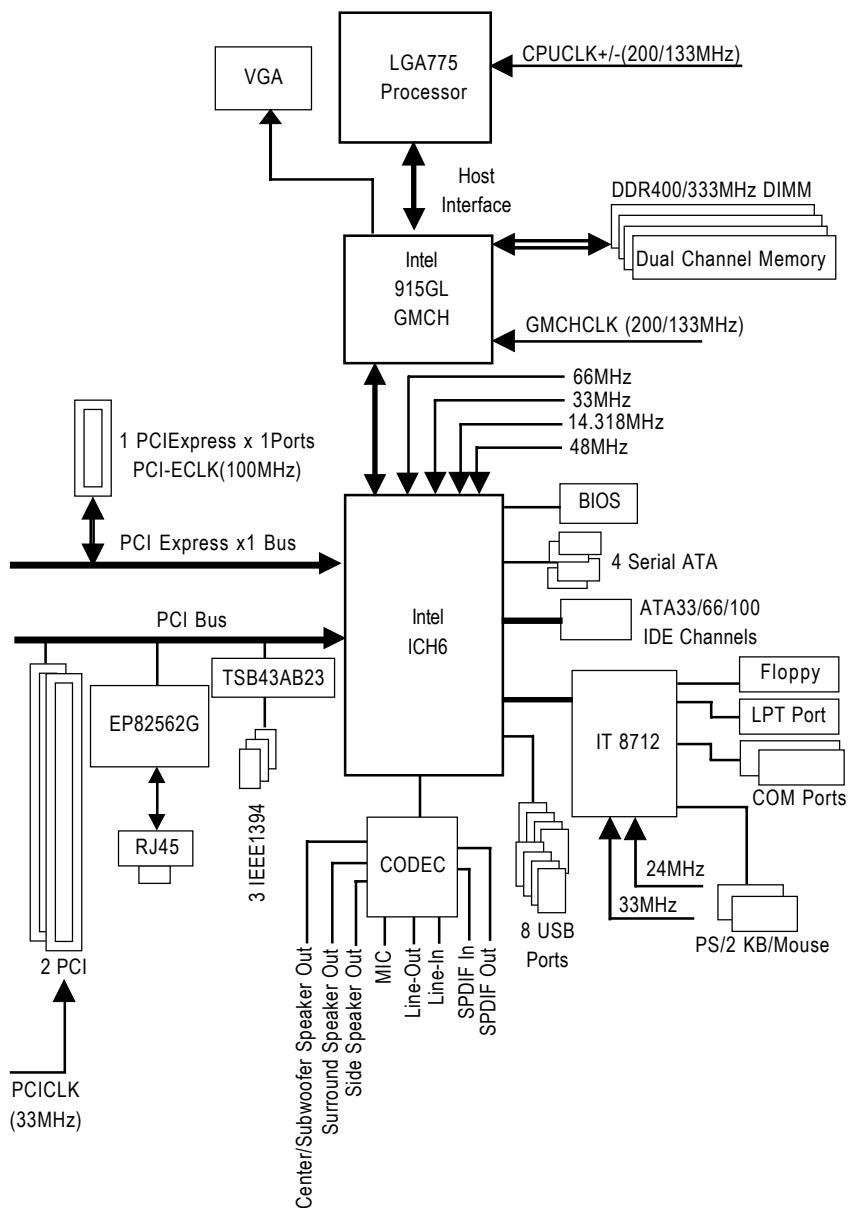 CPUCLK+/-(200/133MHz)
LGA775
Processor
VGA
Host
Interface
DDR400/333MHz DIMM
Dual Channel Memory
Intel
915GL
GMCH
GMCHCLK (200/133MHz)
66MHz
33MHz
14.318MHz
48MHz
1 PCIExpress x 1Ports
PCI-ECLK(100MHz)
BIOS
PCI Express x1 Bus
4 Serial ATA
PCI Bus
Intel
ICH6
ATA33/66/100
IDE Channels
TSB43AB23
EP82562G
Floppy
LPT Port
IT 8712
COM Ports
RJ45
3 IEEE1394
CODEC
24MHz
33MHz
8 USB
Ports
PS/2 KB/Mouse
2 PCI
Center/Subwoofer Speaker Out
Surround Speaker Out
Side Speaker Out
MIC
Line-Out
Line-In
SPDIF In
SPDIF Out
PCICLK
(33MHz)